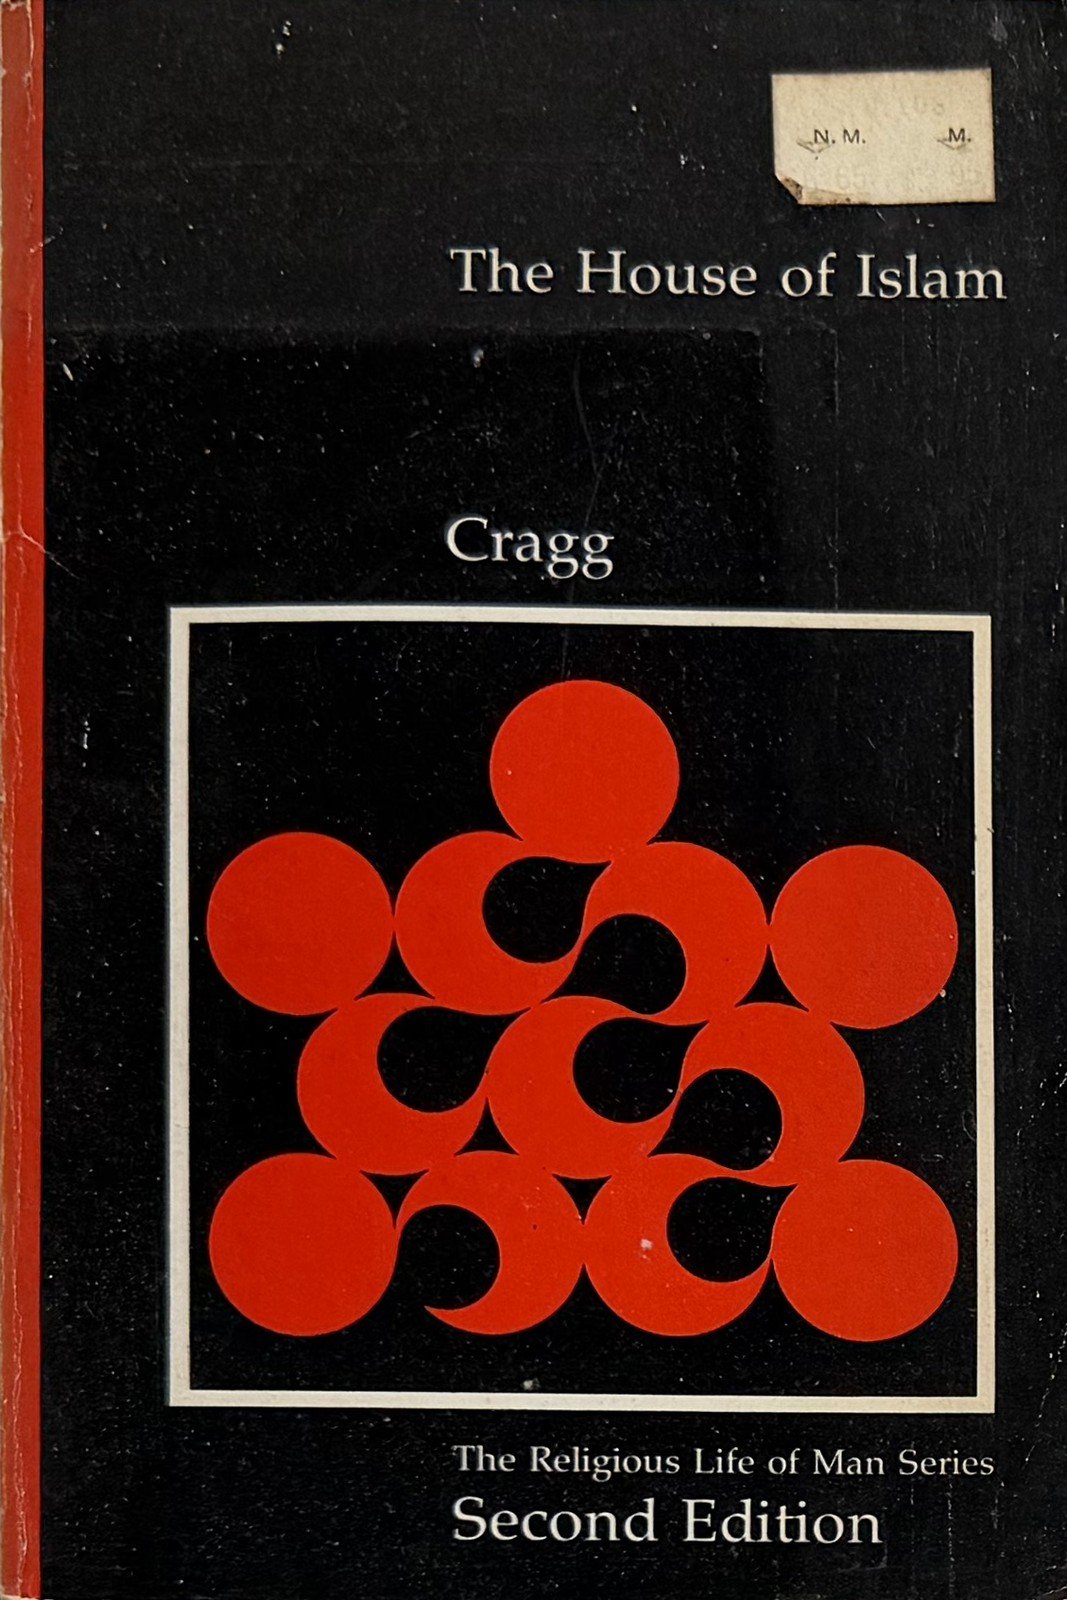 N. M. M.
The House of Islam
Cragg
The Religious Life of Man Series
Second Edition